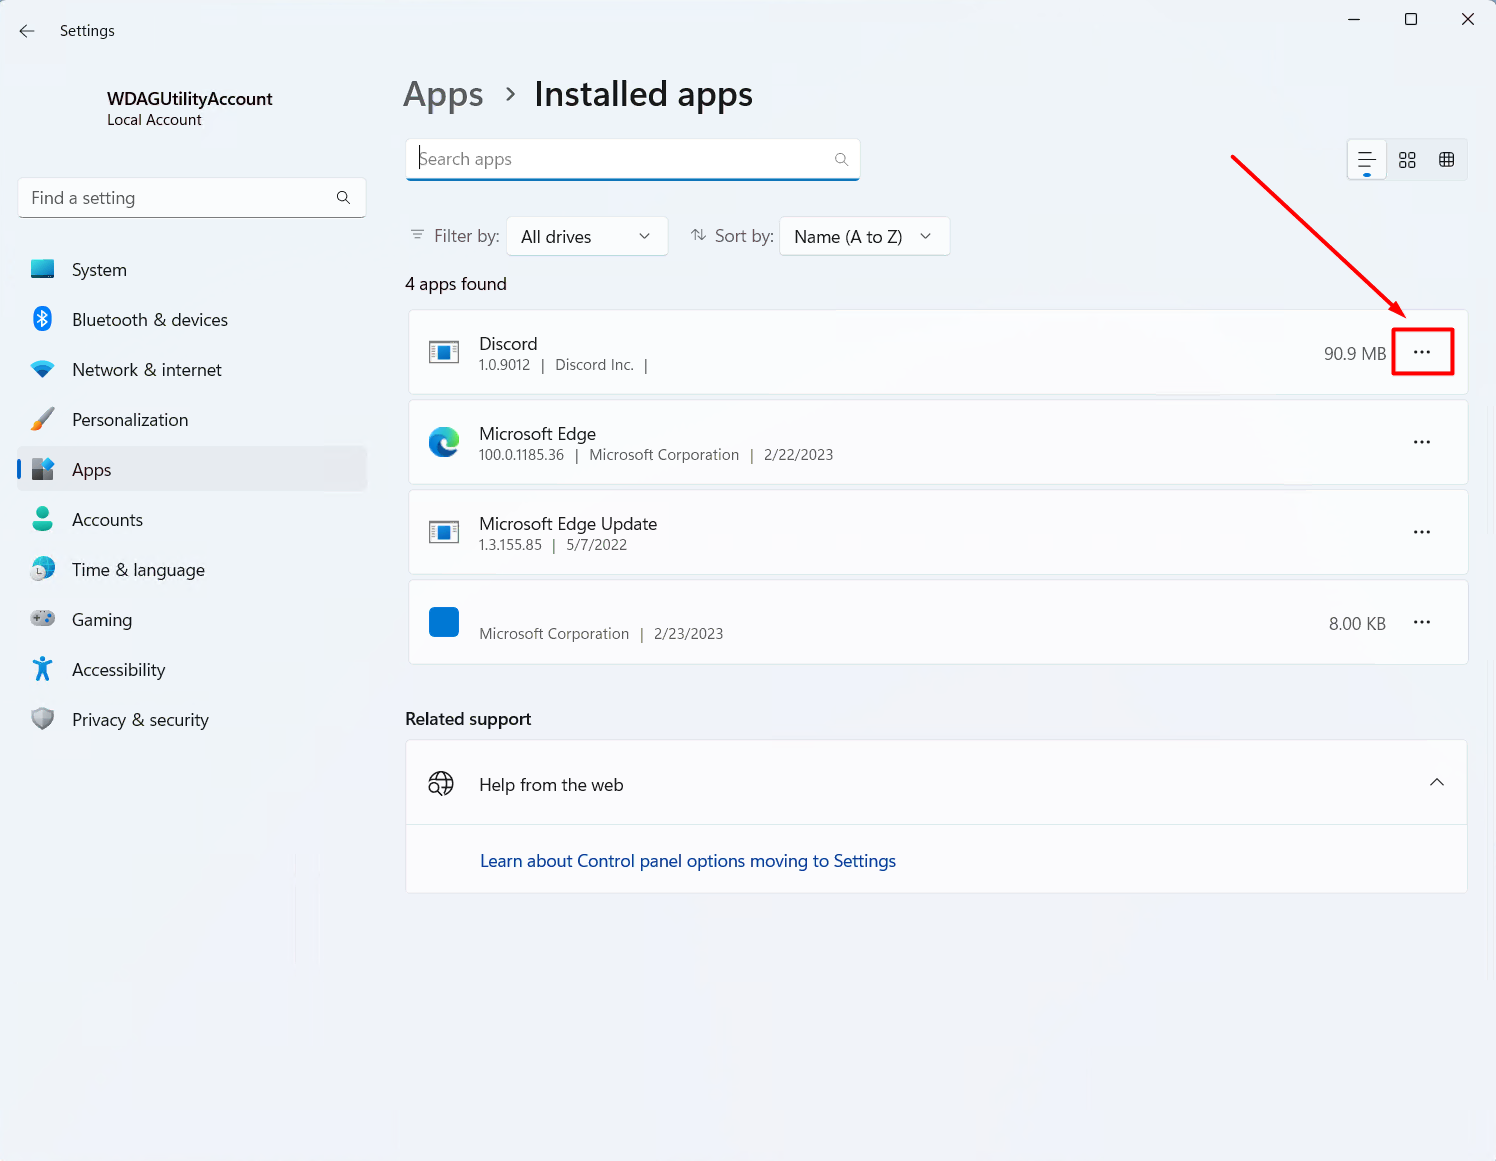 Settings
WDAGUtilityAccount
Local Account
Find a setting
System
Bluetooth & devices
Network & internet
Personalization
Apps
Accounts
Time & language
Gaming
Accessibility
Privacy & security
Apps > Installed apps
Search apps
Filter by: All drives Sort by: Name (A to Z)
4 apps found
Discord
1.0.9012 | Discord Inc. |
90.9 MB
Microsoft Edge
100.0.1185.36 | Microsoft Corporation | 2/22/2023
Microsoft Edge Update
1.3.155.85 | 5/7/2022
Microsoft Corporation | 2/23/2023
8.00 KB
Related support
Help from the web
Learn about Control panel options moving to Settings